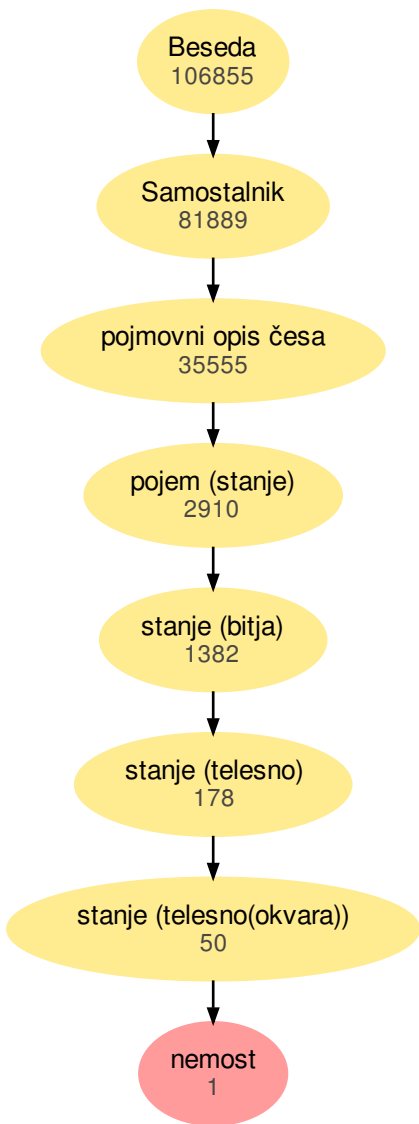 Beseda
106855
Samostalnik
81889
pojmovni opis česa
35555
pojem (stanje)
2910
stanje (bitja)
1382
stanje (telesno)
178
stanje (telesno(okvara))
50
nemost
1